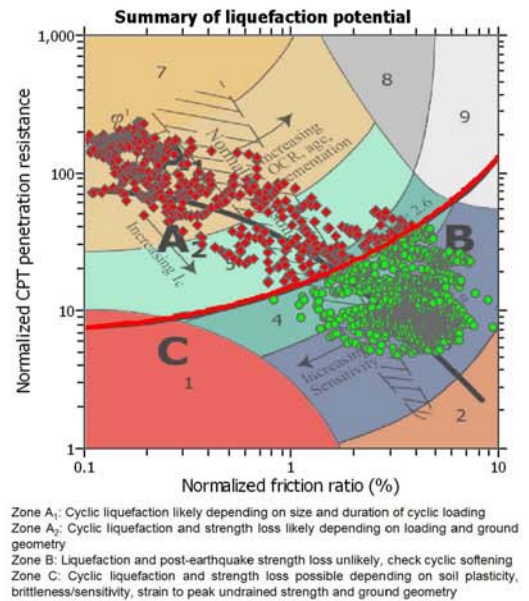 Summary of liquefaction potential
1,000
7
8
9
φ'
Increasing
OCR, age,
cementation
100
2.6
A2
B
Increasing Ic
5
10
4
C
1
Increasing
Sensitivity
2
1
0.1
1
10
Normalized CPT penetration resistance
Normalized friction ratio (%)
Zone A1: Cyclic liquefaction likely depending on size and duration of cyclic loading
Zone A2: Cyclic liquefaction and strength loss likely depending on loading and ground
geometry
Zone B: Liquefaction and post-earthquake strength loss unlikely, check cyclic softening
Zone C: Cyclic liquefaction and strength loss possible depending on soil plasticity,
brittleness/sensitivity, strain to peak undrained strength and ground geometry